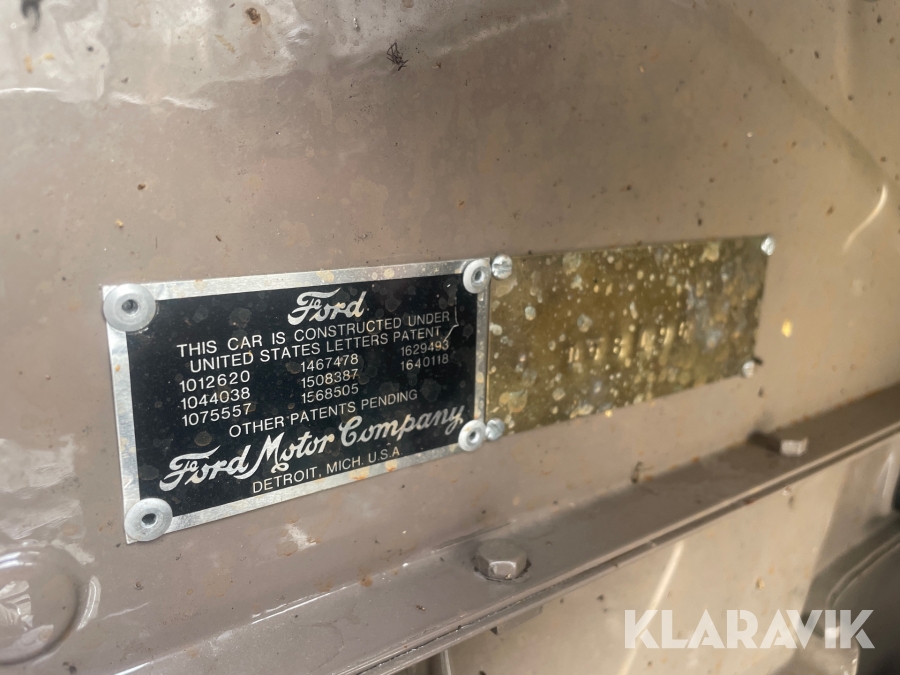 Ford
THIS CAR IS CONSTRUCTED UNDER
UNITED STATES LETTERS PATENT
1012620 1467478 1629493
1044038 1508387 1640118
1075557 1568505
OTHER PATENTS PENDING
Ford Motor Company
DETROIT, MICH. U.S.A.
KLARAVIK